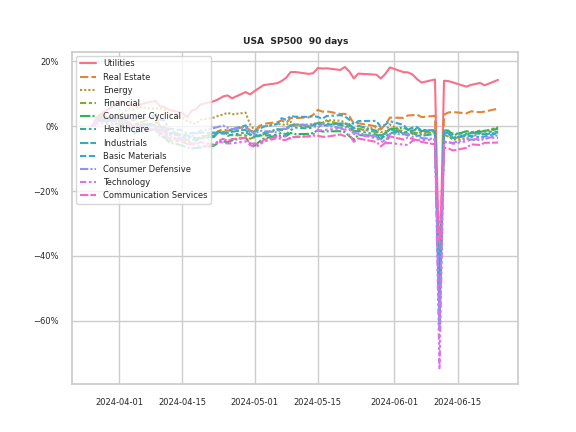 USA  SP500  90 days
20%
0%
−20%
−40%
−60%
Utilities
Real Estate
Energy
Financial
Consumer Cyclical
Healthcare
Industrials
Basic Materials
Consumer Defensive
Technology
Communication Services
2024-04-01
2024-04-15
2024-05-01
2024-05-15
2024-06-01
2024-06-15